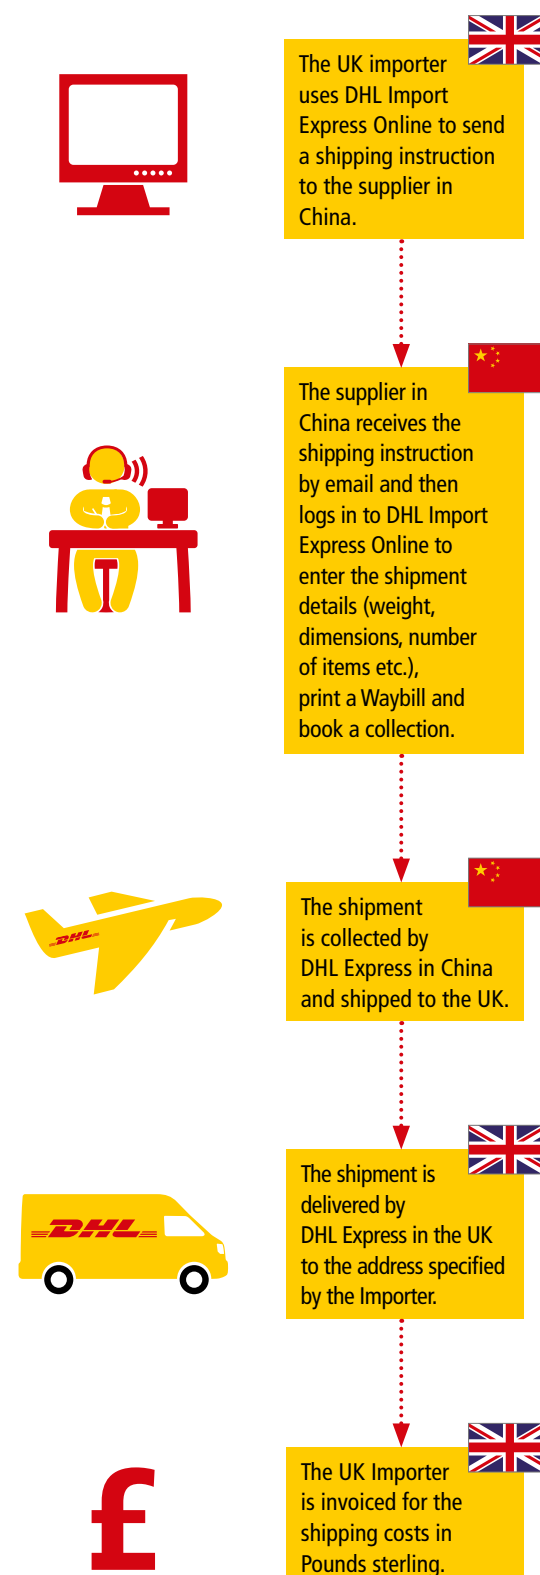 The UK importer
uses DHL Import
Express Online to send
a shipping instruction
to the supplier in
China.
The supplier in
China receives the
shipping instruction
by email and then
logs in to DHL Import
Express Online to
enter the shipment
details (weight,
dimensions, number
of items etc.),
print a Waybill and
book a collection.
DHL
The shipment
is collected by
DHL Express in China
and shipped to the UK.
DHL
The shipment is
delivered by
DHL Express in the UK
to the address specified
by the Importer.
£
The UK Importer
is invoiced for the
shipping costs in
Pounds sterling.